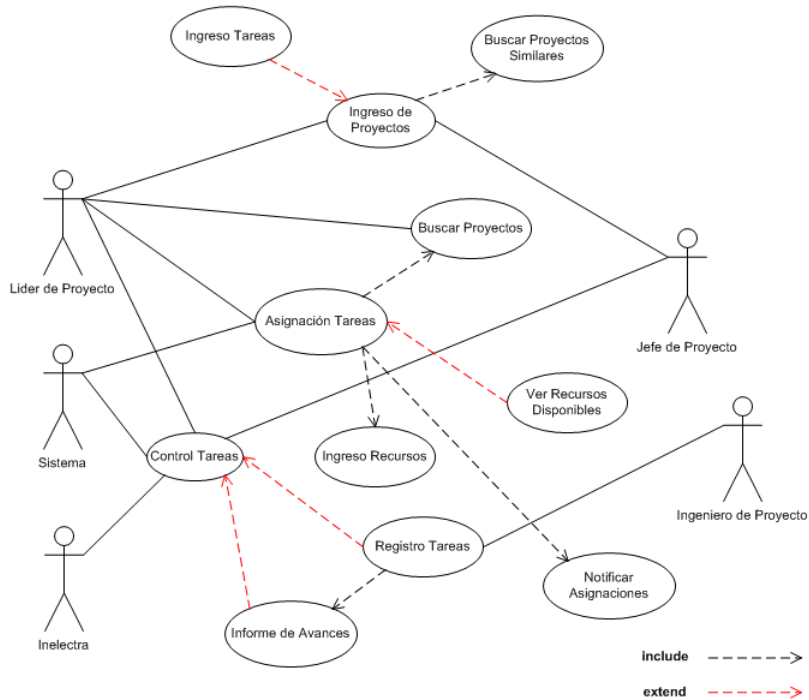 Ingreso Tareas
Buscar Proyectos
Similares
Ingreso de
Proyectos
Buscar Proyectos
Lider de Proyecto
Asignación Tareas
Jefe de Proyecto
Ver Recursos
Disponibles
Sistema
Control Tareas
Ingreso Recursos
Ingeniero de Proyecto
Registro Tareas
Notificar
Asignaciones
Informe de Avances
Inelectra
include
extend